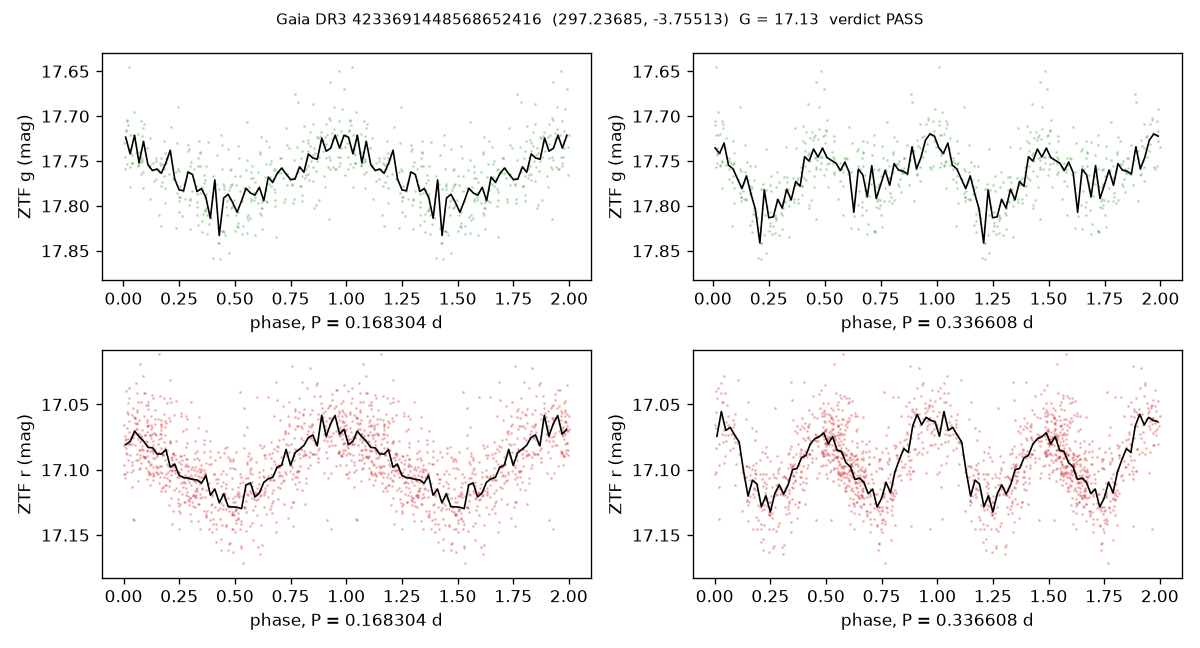 Gaia DR3 4233691448568652416 (297.23685, -3.75513) G = 17.13 verdict PASS
ZTF g (mag)
17.65
17.70
17.75
17.80
17.85
0.00 0.25 0.50 0.75 1.00 1.25 1.50 1.75 2.00
phase, P = 0.168304 d
ZTF g (mag)
17.65
17.70
17.75
17.80
17.85
0.00 0.25 0.50 0.75 1.00 1.25 1.50 1.75 2.00
phase, P = 0.336608 d
ZTF r (mag)
17.05
17.10
17.15
0.00 0.25 0.50 0.75 1.00 1.25 1.50 1.75 2.00
phase, P = 0.168304 d
ZTF r (mag)
17.05
17.10
17.15
0.00 0.25 0.50 0.75 1.00 1.25 1.50 1.75 2.00
phase, P = 0.336608 d